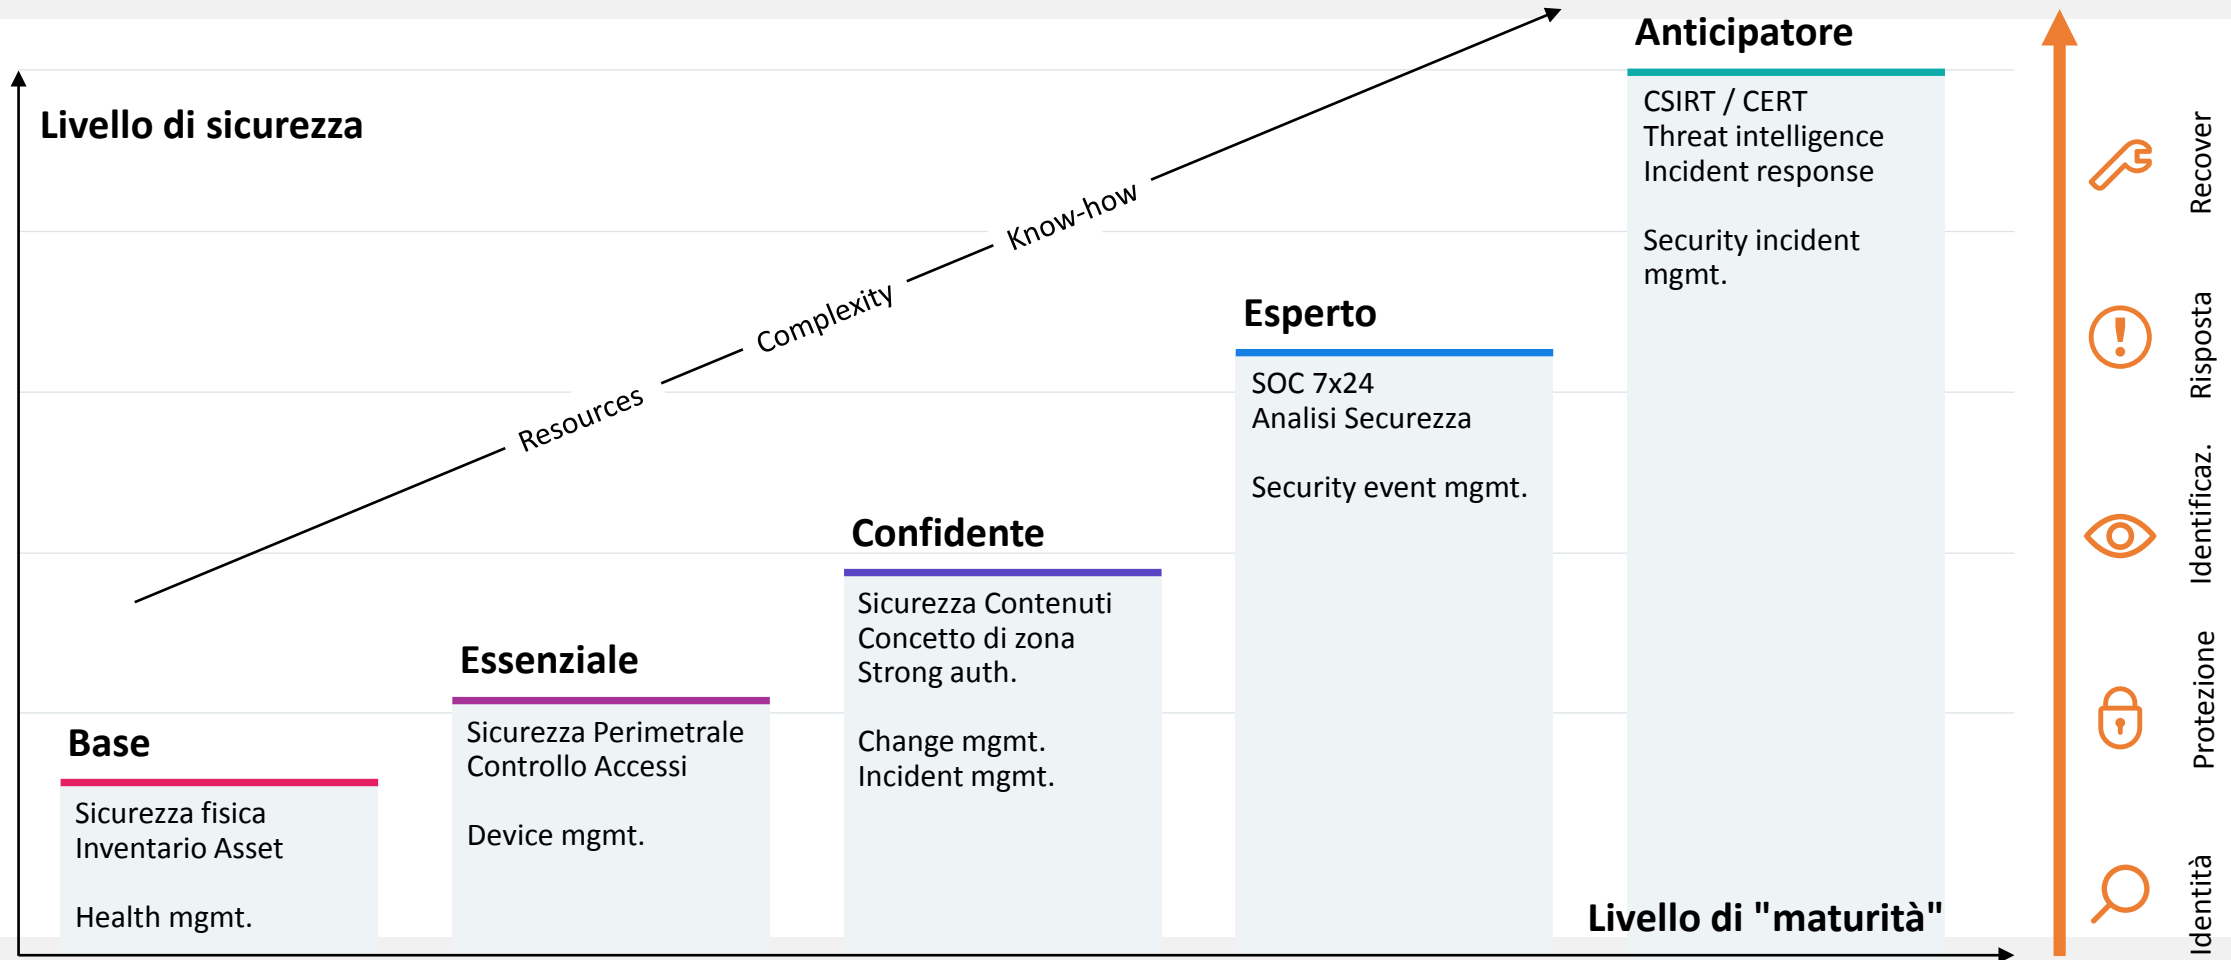 Livello di sicurezza
Resources
Complexity
Know-how
Base
Sicurezza fisica
Inventario Asset
Health mgmt.
Essenziale
Sicurezza Perimetrale
Controllo Accessi
Device mgmt.
Confidente
Sicurezza Contenuti
Concetto di zona
Strong auth.
Change mgmt.
Incident mgmt.
Esperto
SOC 7x24
Analisi Securezza
Security event mgmt.
Anticipatore
CSIRT / CERT
Threat intelligence
Incident response
Security incident
mgmt.
Livello di "maturità"
Recover
Risposta
Identificaz.
Protezione
Identità